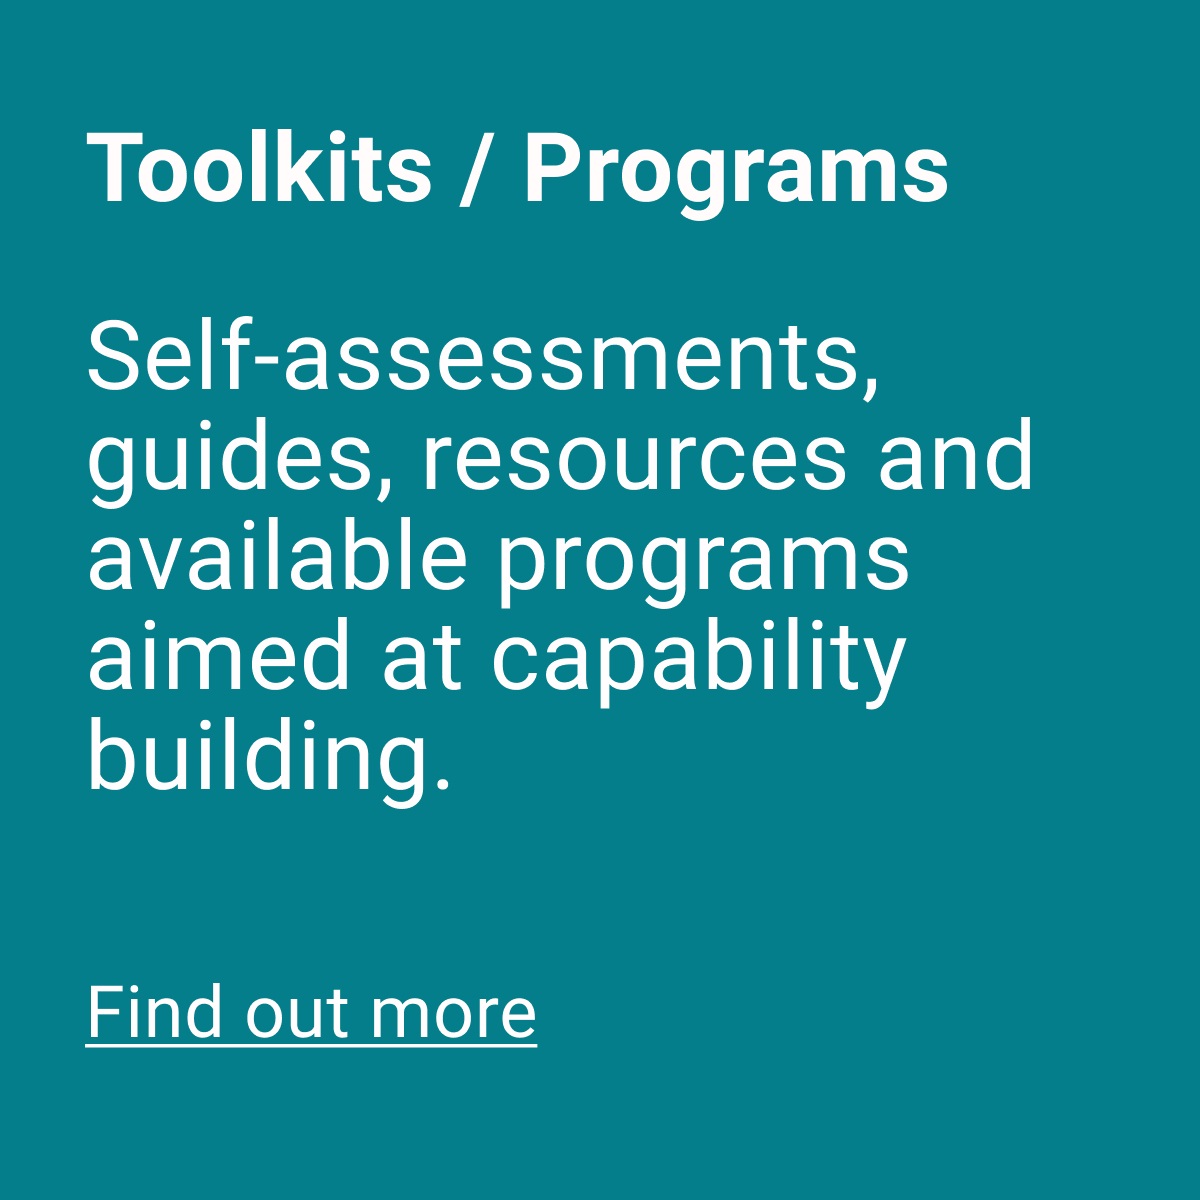 Toolkits / Programs
Self-assessments,
guides, resources and
available programs
aimed at capability
building.
Find out more